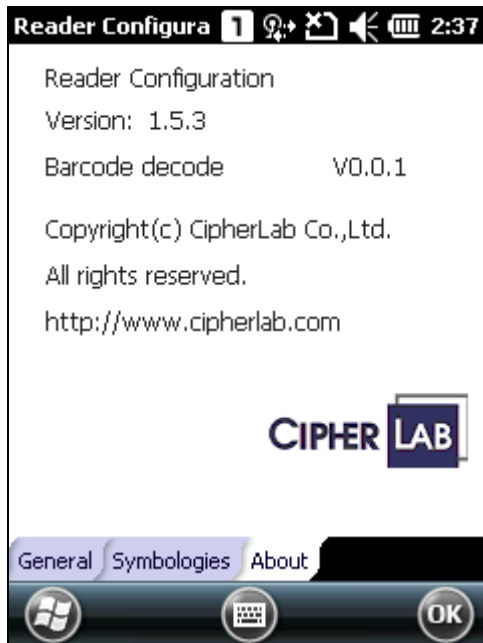 Reader Configura 1 2:37
Reader Configuration
Version: 1.5.3
Barcode decode V0.0.1
Copyright(c) CipherLab Co.,Ltd.
All rights reserved.
http://www.cipherlab.com
CIPHER LAB
General Symbologies About
OK